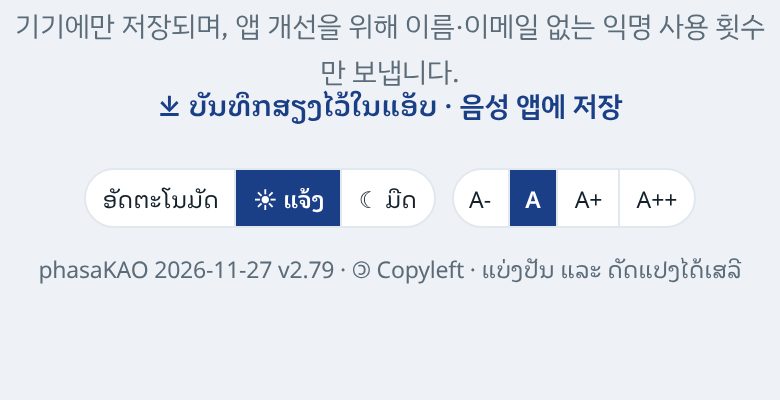 기기에만 저장되며, 앱 개선을 위해 이름·이메일 없는 익명 사용 횟수
만 보냅니다.
ບັນທຶກສຽງໄວ້ໃນແອັບ · 음성 앱에 저장
ອັດຕະໂນມັດ ☀ ແຈ້ງ ☾ ມືດ A- A A+ A++
phasaKAO 2026-11-27 v2.79 · 🄯 Copyleft · ແບ່ງປັນ ແລະ ດັດແປງໄດ້ເສລີ